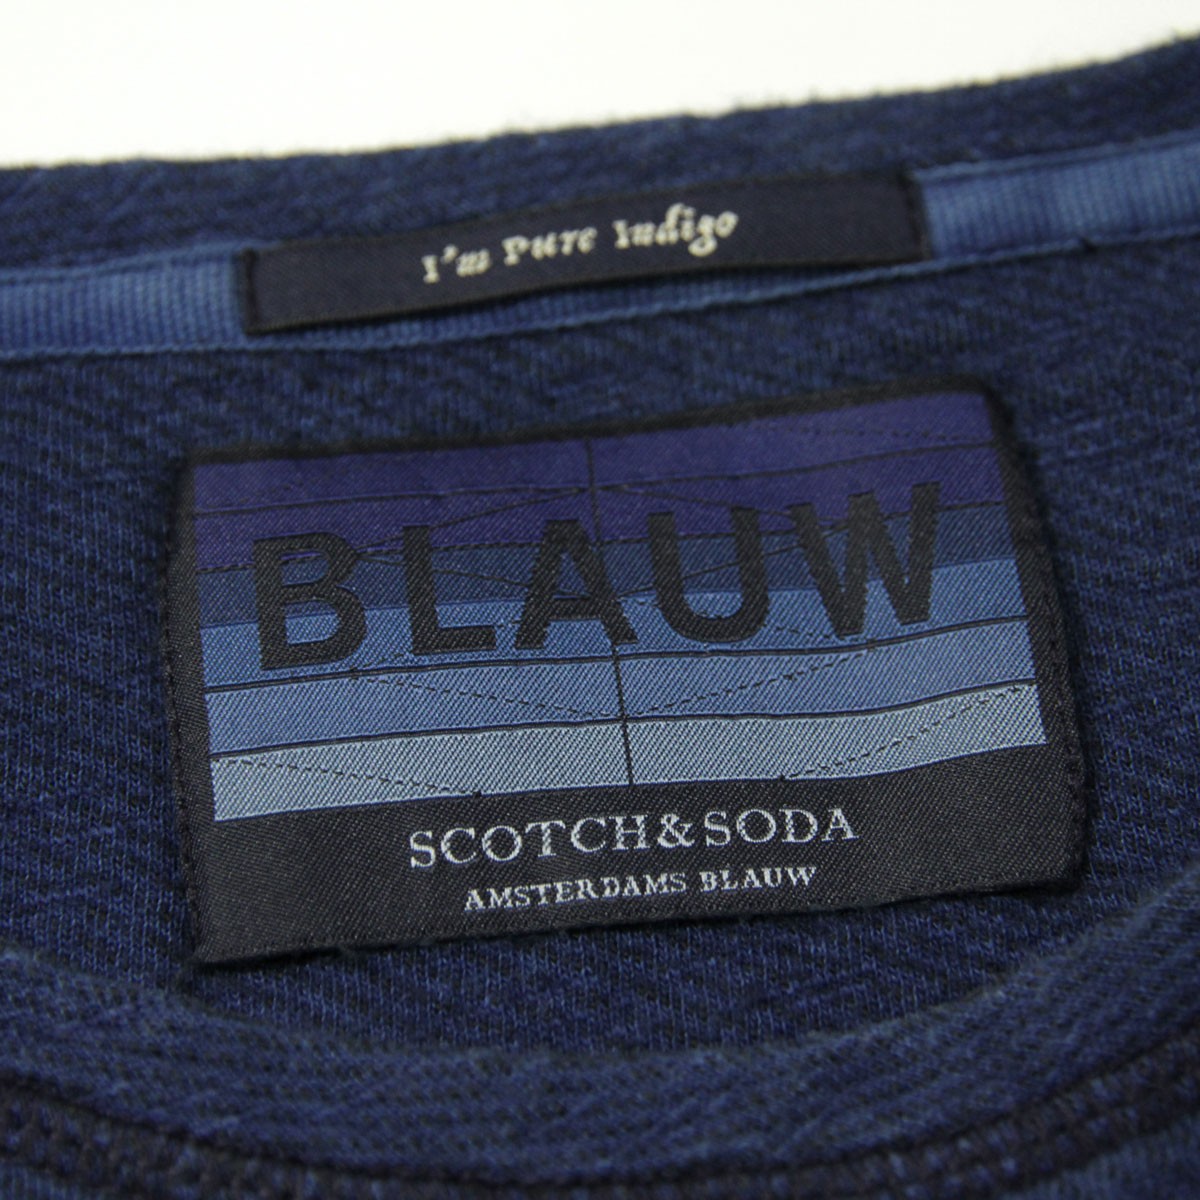 I'm Pure Indigo
BLAUW
SCOTCH & SODA
AMSTERDAMS BLAUW